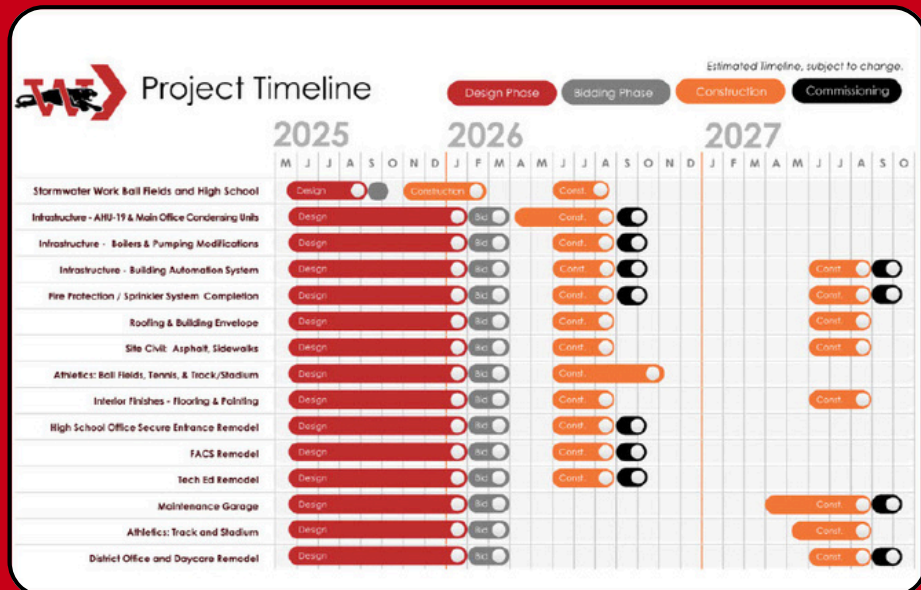 Estimated Timeline, subject to change.
W Project Timeline
Design Phase Bidding Phase Construction Commissioning
2025 2026 2027
M J J A S O N D J F M A M J J A S O N D J F M A M J J A S O
Stormwater Work Ball Fields and High School Design Construction Const.
Infrastructure - AHU-19 & Main Office Condensing Units Design Bid Const.
Infrastructure - Boilers & Pumping Modifications Design Bid Const.
Infrastructure - Building Automation System Design Bid Const. Const.
Fire Protection / Sprinkler System Completion Design Bid Const. Const.
Roofing & Building Envelope Design Bid Const. Const.
Site Civil: Asphalt, Sidewalks Design Bid Const. Const.
Athletics: Ball Fields, Tennis, & Track/Stadium Design Bid Const.
Interior Finishes - Flooring & Painting Design Bid Const. Const.
High School Office Secure Entrance Remodel Design Bid Const.
FACS Remodel Design Bid Const.
Tech Ed Remodel Design Bid Const.
Maintenance Garage Design Bid Const.
Athletics: Track and Stadium Design Bid Const.
District Office and Daycare Remodel Design Bid Const.